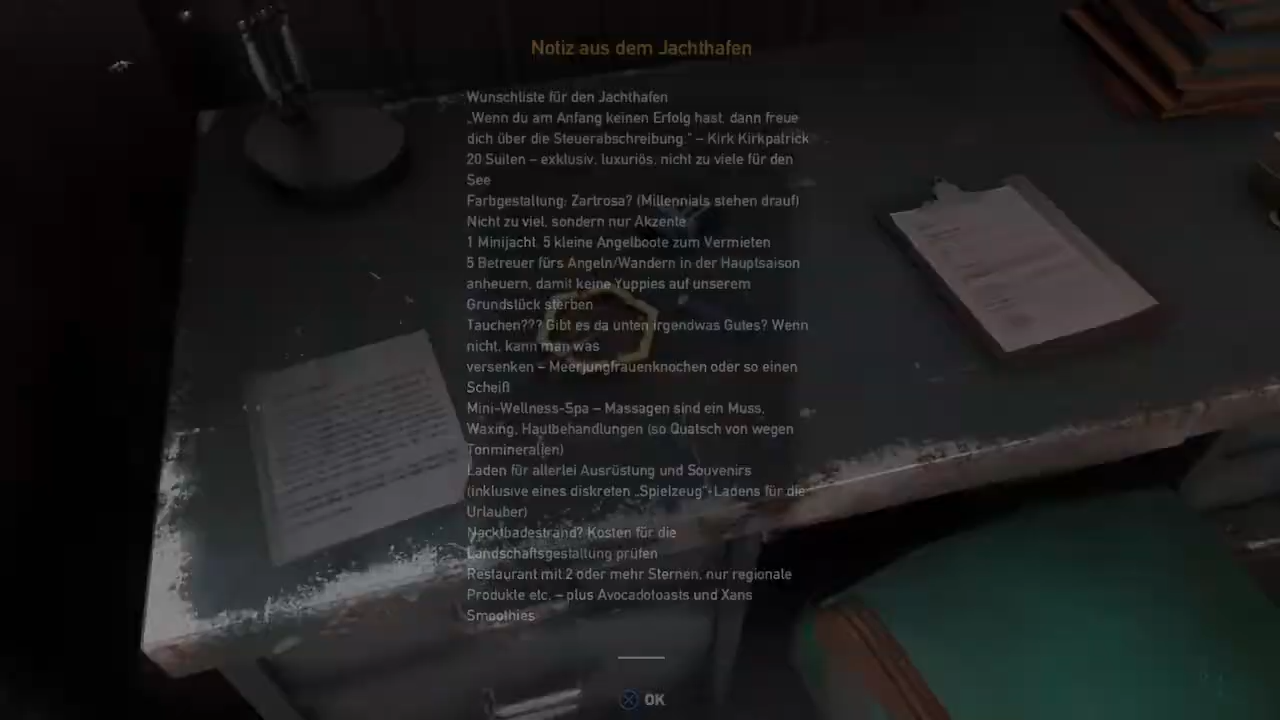 Notiz aus dem Jachthafen
Wunschliste für den Jachthafen
„Wenn du am Anfang keinen Erfolg hast, dann freue
dich über die Steuerabschreibung." – Kirk Kirkpatrick
20 Suiten – exklusiv, luxuriös, nicht zu viele für den
See
Farbgestaltung: Zartrosa? (Millennials stehen drauf)
Nicht zu viel, sondern nur Akzente
1 Minijacht, 5 kleine Angelboote zum Vermieten
5 Betreuer fürs Angeln/Wandern in der Hauptsaison
anheuern, damit keine Yuppies auf unserem
Grundstück sterben
Tauchen??? Gibt es da unten irgendwas Gutes? Wenn
nicht, kann man was
versenken – Meerjungfrauenknochen oder so einen
Scheiß
Mini-Wellness-Spa – Massagen sind ein Muss,
Waxing, Hautbehandlungen (so Quatsch von wegen
Tonmineralien)
Laden für allerlei Ausrüstung und Souvenirs
(inklusive eines diskreten „Spielzeug"-Ladens für die
Urlauber)
Nacktbadestrand? Kosten für die
Landschaftsgestaltung prüfen
Restaurant mit 2 oder mehr Sternen, nur regionale
Produkte etc. – plus Avocadotoasts und Xans
Smoothies
OK